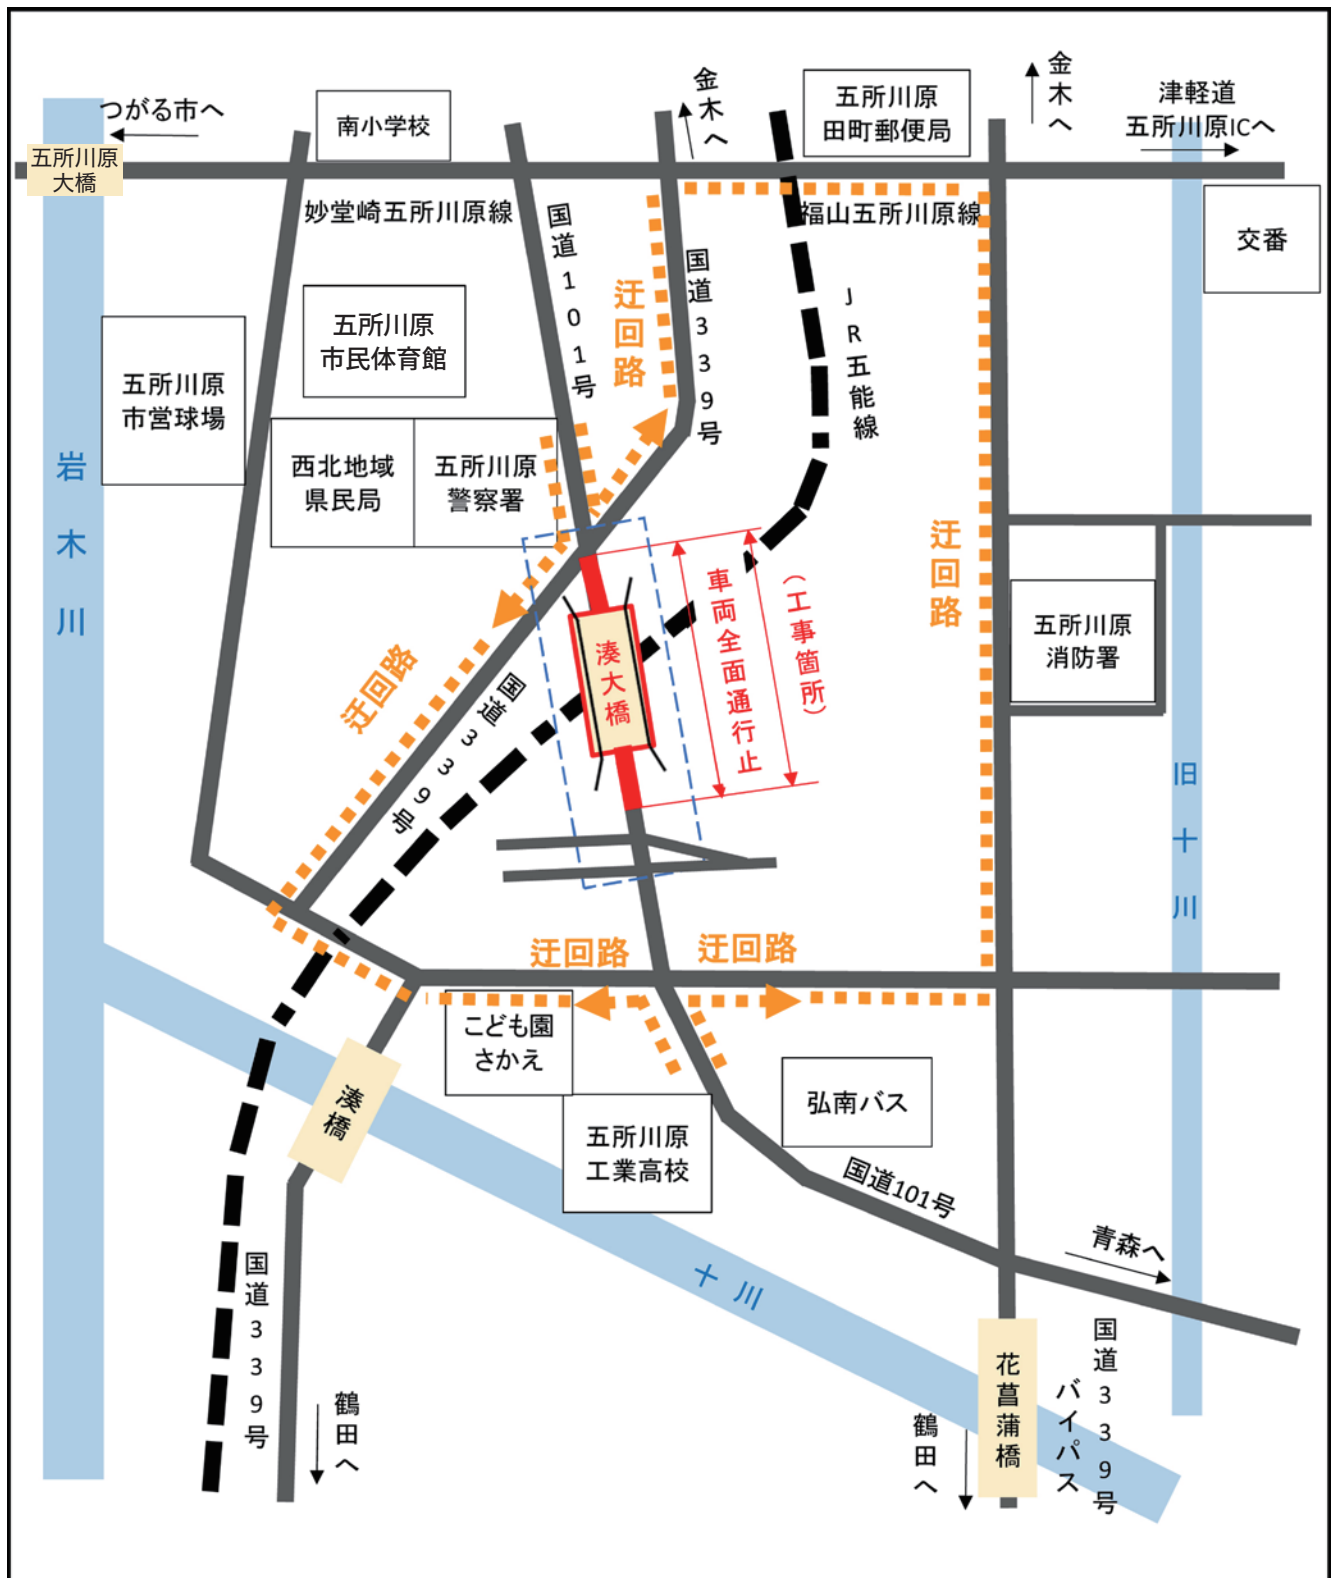 つがる市へ
南小学校
金木へ
五所川原
田町郵便局
金木へ
津軽道
五所川原ICへ
五所川原
大橋
妙堂崎五所川原線
国道101号
国道339号
福山五所川原線
交番
迂回路
JR五能線
五所川原
市民体育館
五所川原
市営球場
西北地域
県民局
五所川原
警察署
岩木川
迂回路
車両全面通行止
(工事箇所)
湊大橋
五所川原
消防署
迂回路
国道339号
旧十川
迂回路
迂回路
こども園
さかえ
湊橋
五所川原
工業高校
弘南バス
国道101号
青森へ
十川
国道339号
鶴田へ
鶴田へ
花菖蒲橋
国道339号
バイパス